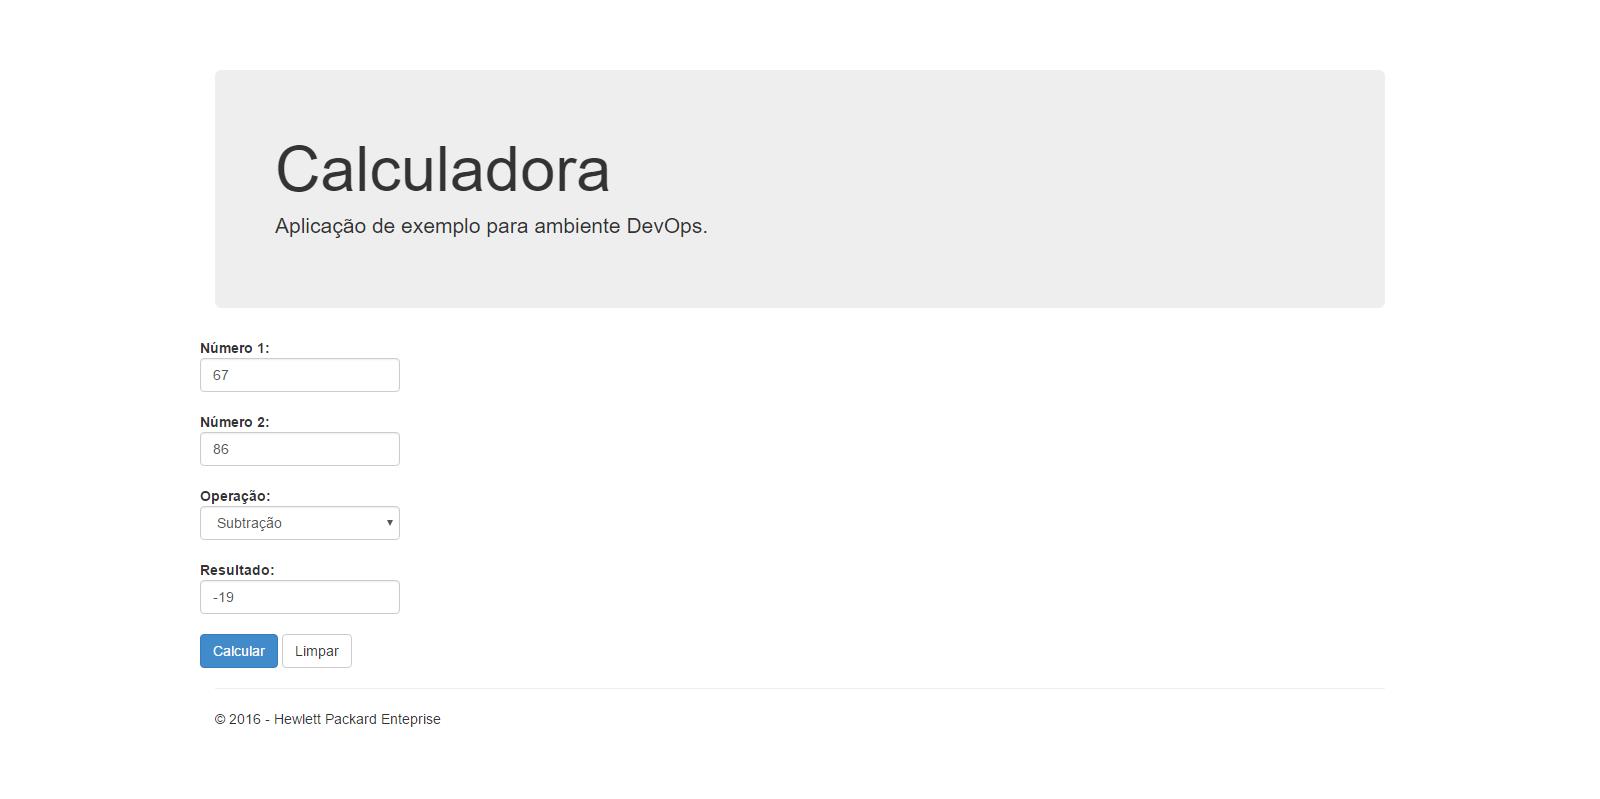 Calculadora
Aplicação de exemplo para ambiente DevOps.
Número 1:
67
Número 2:
86
Operação:
Subtração
Resultado:
-19
Calcular Limpar
© 2016 - Hewlett Packard Enteprise